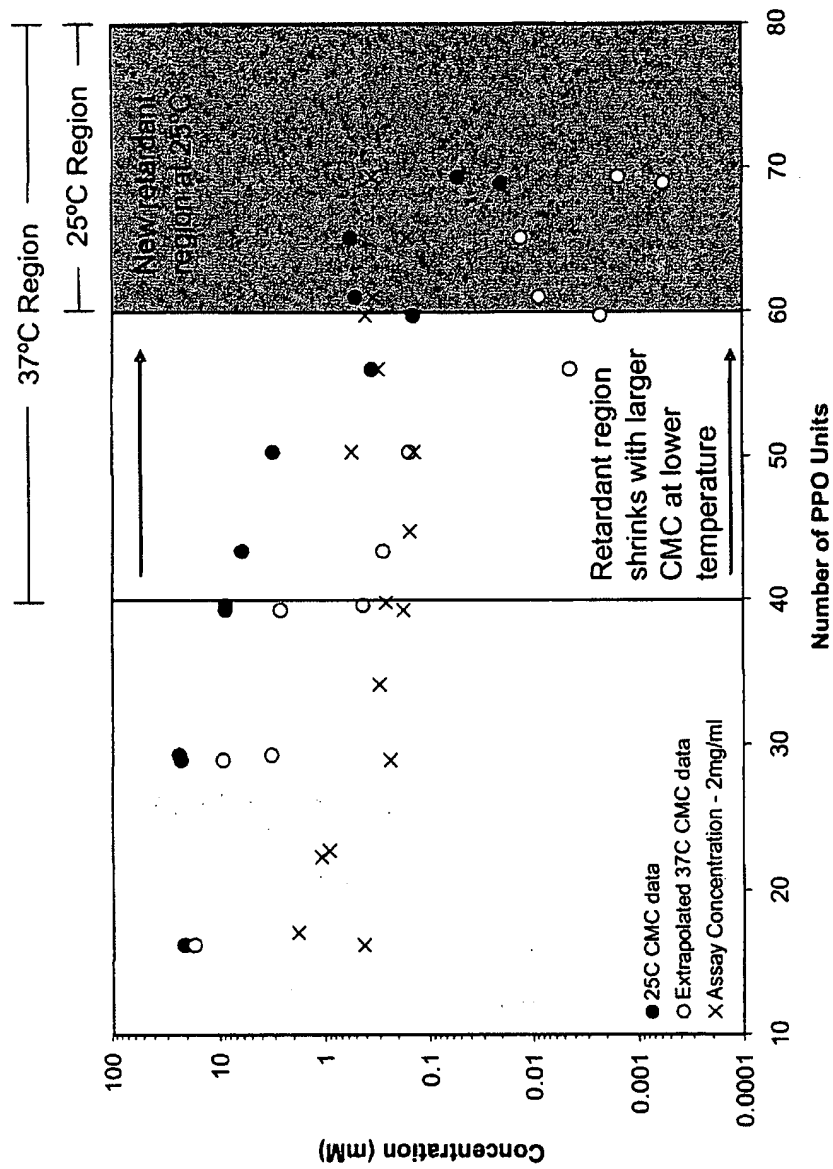 37ºC Region
25ºC Region
New retardant
region at 25ºC
Retardant region
shrinks with larger
CMC at lower
temperature
● 25C CMC data
○ Extrapolated 37C CMC data
× Assay Concentration - 2mg/ml
Concentration (mM)
100
10
1
0.1
0.01
0.001
0.0001
10
20
30
40
50
60
70
80
Number of PPO Units